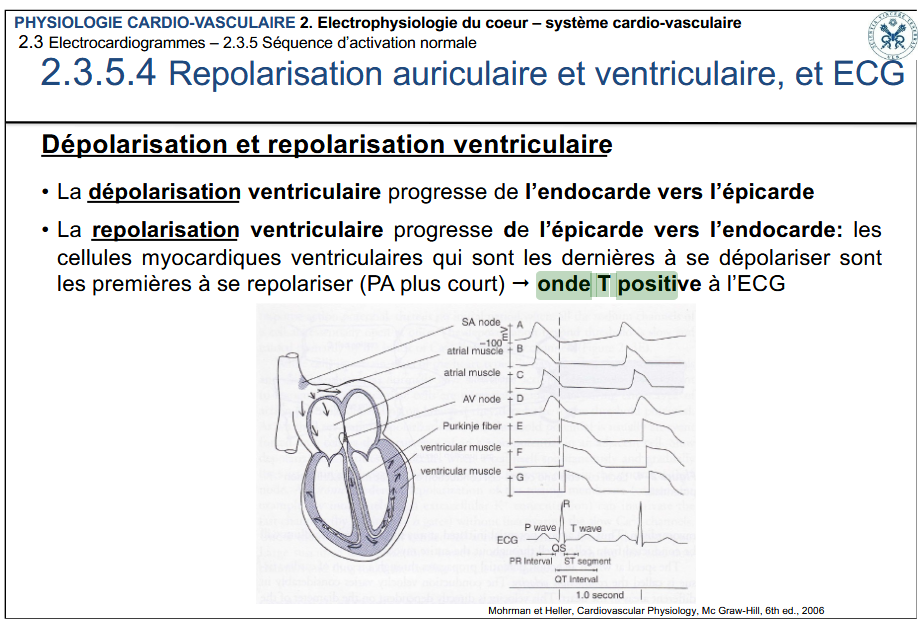 PHYSIOLOGIE CARDIO-VASCULAIRE 2. Electrophysiologie du coeur – système cardio-vasculaire
2.3 Electrocardiogrammes – 2.3.5 Séquence d'activation normale
2.3.5.4 Repolarisation auriculaire et ventriculaire, et ECG
Dépolarisation et repolarisation ventriculaire
• La dépolarisation ventriculaire progresse de l'endocarde vers l'épicarde
• La repolarisation ventriculaire progresse de l'épicarde vers l'endocarde: les
cellules myocardiques ventriculaires qui sont les dernières à se dépolariser sont
les premières à se repolariser (PA plus court) → onde T positive à l'ECG
SA node
A
mV
−100
atrial muscle
B
atrial muscle
C
AV node
D
Purkinje fiber
E
ventricular muscle
F
ventricular muscle
G
R
P wave
T wave
ECG
QS
PR Interval
ST segment
QT Interval
1.0 second
Mohrman et Heller, Cardiovascular Physiology, Mc Graw-Hill, 6th ed., 2006